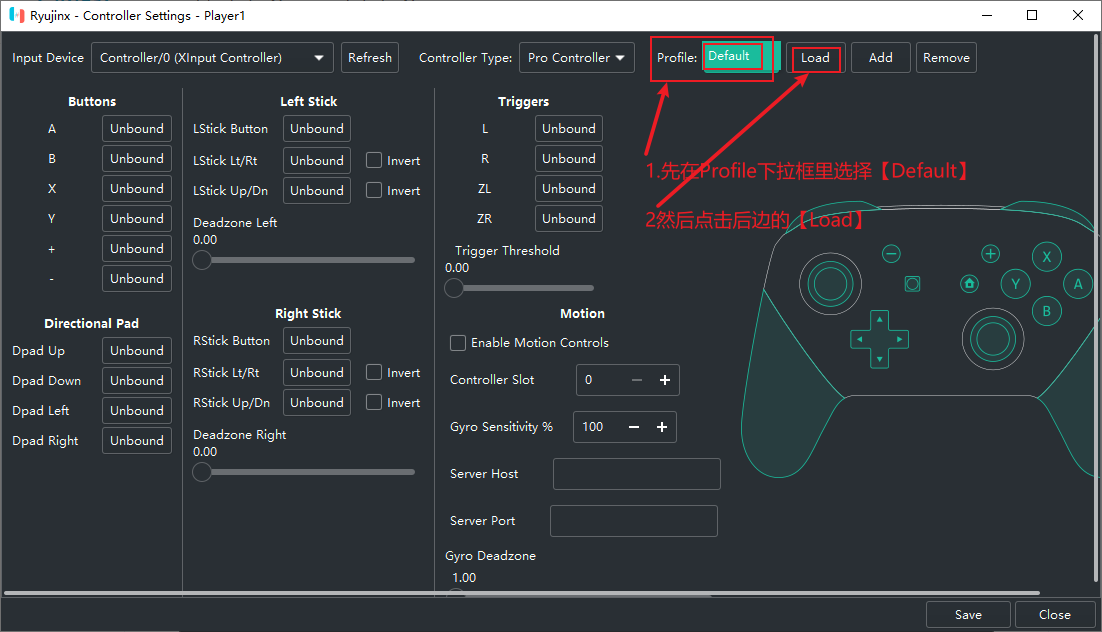 Ryujinx - Controller Settings - Player1
Input Device Controller/0 (XInput Controller) Refresh Controller Type: Pro Controller Profile: Default Load Add Remove
Buttons
A Unbound
B Unbound
X Unbound
Y Unbound
+ Unbound
- Unbound
Directional Pad
Dpad Up Unbound
Dpad Down Unbound
Dpad Left Unbound
Dpad Right Unbound
Left Stick
LStick Button Unbound
LStick Lt/Rt Unbound Invert
LStick Up/Dn Unbound Invert
Deadzone Left
0.00
Right Stick
RStick Button Unbound
RStick Lt/Rt Unbound Invert
RStick Up/Dn Unbound Invert
Deadzone Right
0.00
Triggers
L Unbound
R Unbound
ZL Unbound
ZR Unbound
Trigger Threshold
0.00
Motion
Enable Motion Controls
Controller Slot 0 − +
Gyro Sensitivity % 100 − +
Server Host
Server Port
Gyro Deadzone
1.00
1.先在Profile下拉框里选择【Default】
2然后点击后边的【Load】
X
Y A
B
Save Close